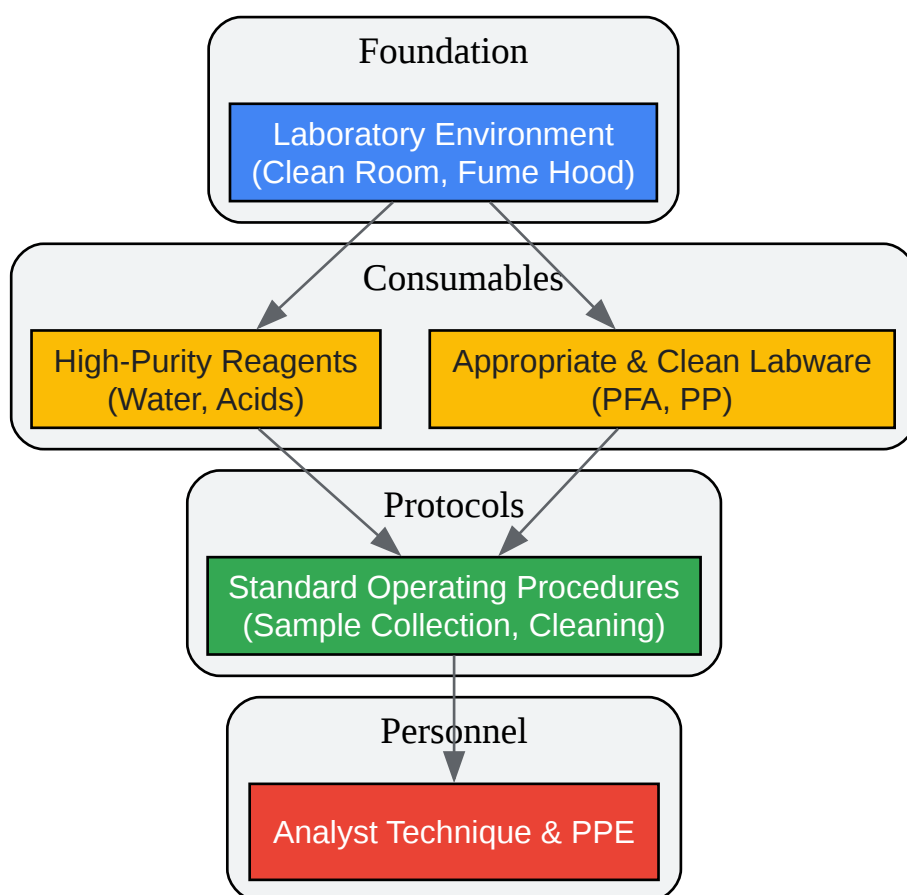 Foundation
Laboratory Environment
(Clean Room, Fume Hood)
Consumables
High-Purity Reagents
(Water, Acids)
Appropriate & Clean Labware
(PFA, PP)
Protocols
Standard Operating Procedures
(Sample Collection, Cleaning)
Personnel
Analyst Technique & PPE